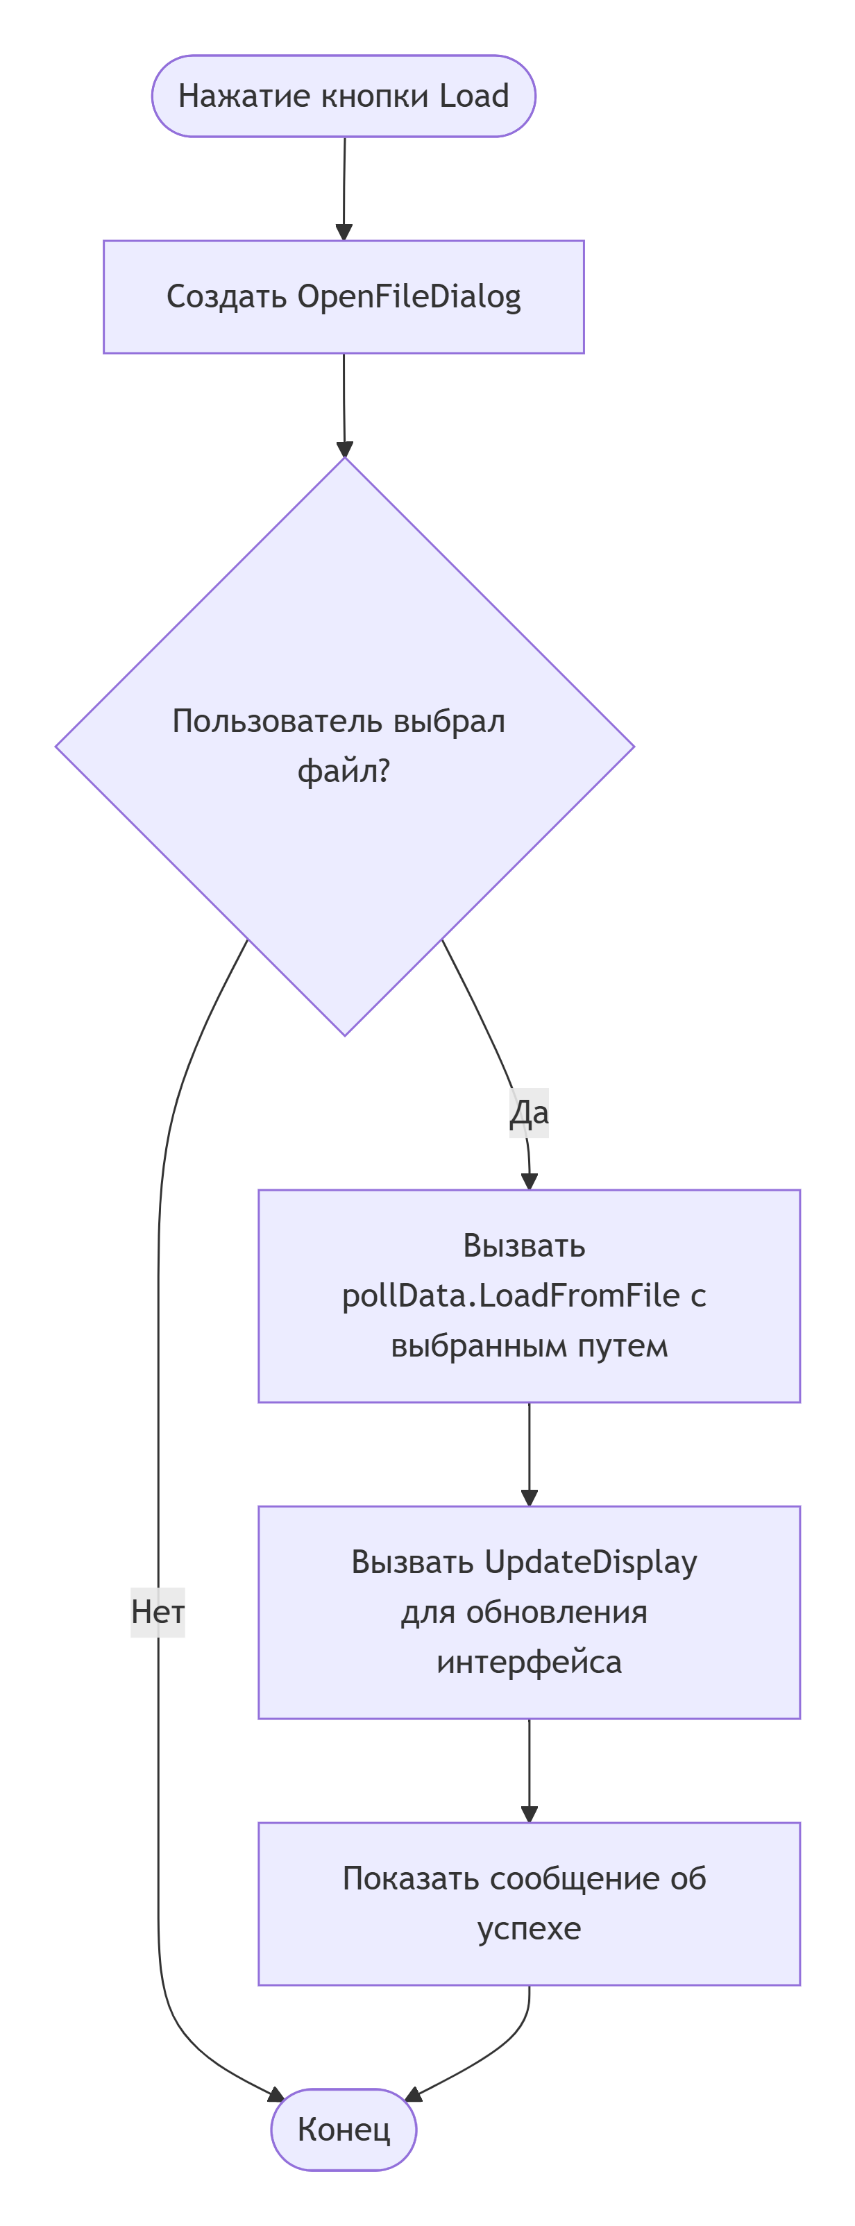 Нажатие кнопки Load
Создать OpenFileDialog
Пользователь выбрал
файл?
Да
Вызвать
pollData.LoadFromFile с
выбранным путем
Вызвать UpdateDisplay
для обновления
интерфейса
Нет
Показать сообщение об
успехе
Конец